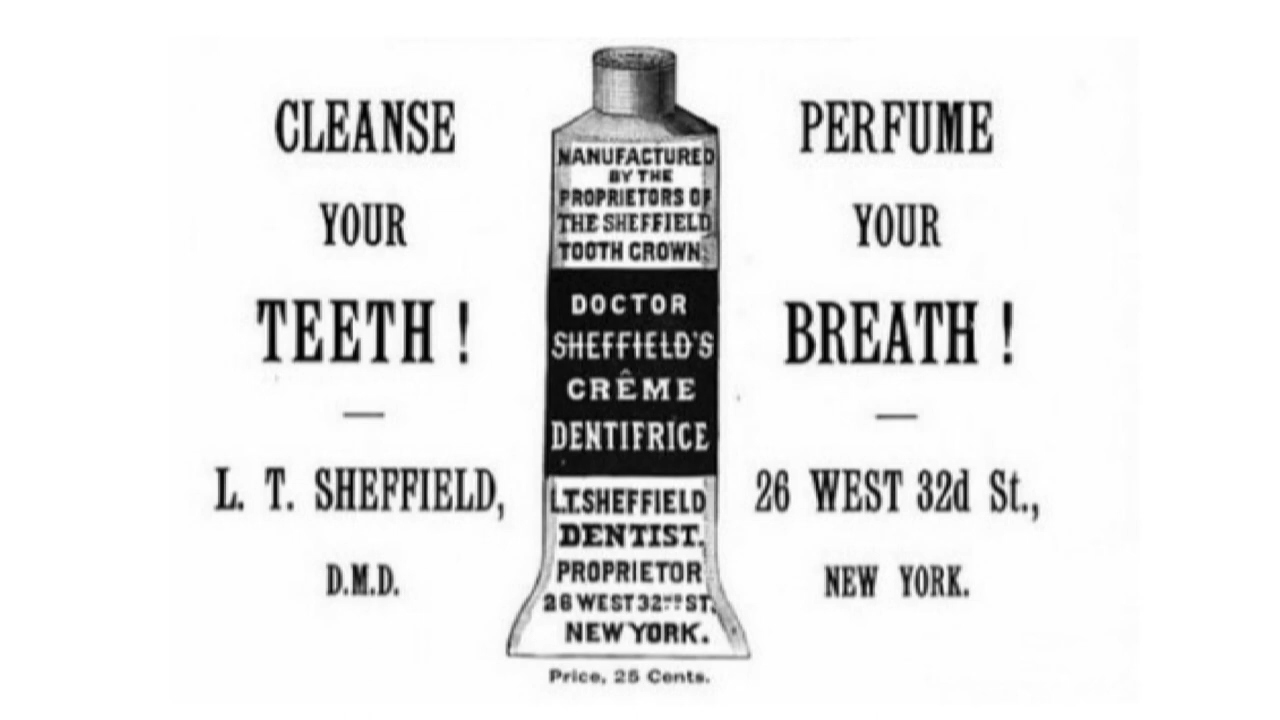 CLEANSE
YOUR
TEETH !
L. T. SHEFFIELD,
D.M.D.
MANUFACTURED
BY THE
PROPRIETORS OF
THE SHEFFIELD
TOOTH CROWN.
DOCTOR
SHEFFIELD'S
CRÊME
DENTIFRICE
L.T. SHEFFIELD
DENTIST.
PROPRIETOR
26 WEST 32ND ST.
NEW YORK.
Price, 25 Cents.
PERFUME
YOUR
BREATH !
26 WEST 32d St.,
NEW YORK.